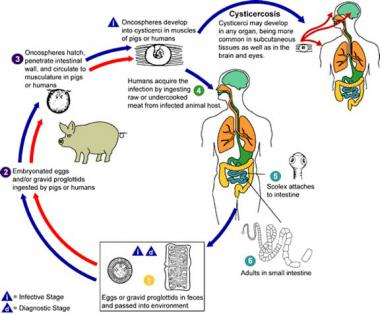 i Oncospheres develop
into cysticerci in muscles
of pigs or humans
Cysticercosis
Cysticerci may develop
in any organ, being more
common in subcutaneous
tissues as well as in the
brain and eyes.
3 Oncospheres hatch,
penetrate intestinal
wall, and circulate to
musculature in pigs
or humans
Humans acquire the
infection by ingesting
raw or undercooked
meat from infected animal host.
4
2 Embryonated eggs
and/or gravid proglottids
ingested by pigs or humans
5
Scolex attaches
to intestine
6
Adults in small intestine
i d
1
Eggs or gravid proglottids in feces
and passed into environment
i = Infective Stage
d = Diagnostic Stage